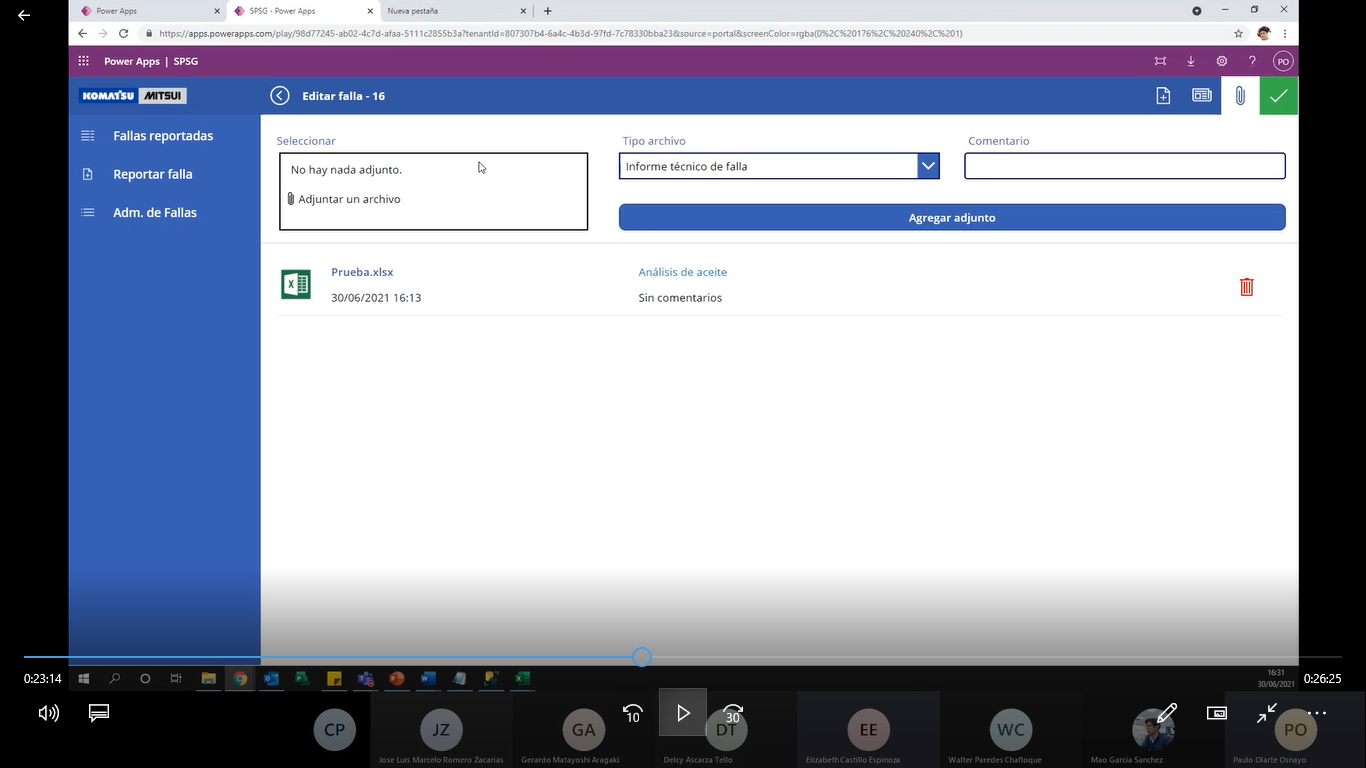 Power Apps
SPSG - Power Apps
Nueva pestaña
https://apps.powerapps.com/play/98d77245-ab02-4c7d-afaa-5111c2855b3a?tenantId=807307b4-6a4c-4b3d-97fd-7c78330bba23&source=portal&screenColor=rgba(0%2C%20176%2C%20240%2C%201)
Power Apps | SPSG
PO
KOMATSU MITSUI
Editar falla - 16
Fallas reportadas
Reportar falla
Adm. de Fallas
Seleccionar
No hay nada adjunto.
Adjuntar un archivo
Tipo archivo
Informe técnico de falla
Comentario
Agregar adjunto
Prueba.xlsx
30/06/2021 16:13
Análisis de aceite
Sin comentarios
0:23:14
16:31
30/06/2021
0:26:25
10
30
CP
JZ
Jose Luis Marcelo Romero Zacarias
GA
Gerardo Matayoshi Aragaki
DT
Delcy Ascarza Tello
EE
Elizabeth Castillo Espinoza
WC
Walter Paredes Chafloque
Mao Garcia Sanchez
PO
Paulo Olarte Osnayo